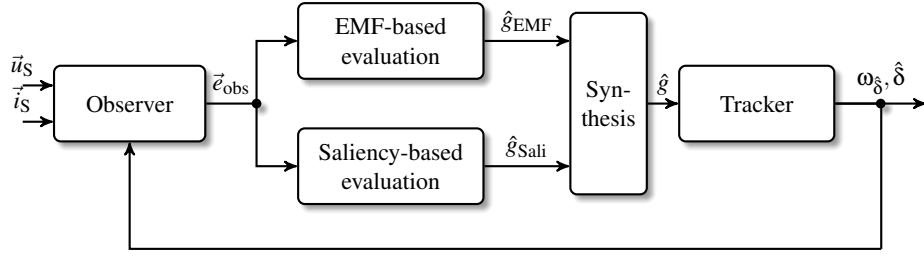 u⃗S
i⃗S
Observer
e⃗obs
EMF-based
evaluation
ĝEMF
Saliency-based
evaluation
ĝSali
Syn-
thesis
ĝ
Tracker
ωδ̂, δ̂